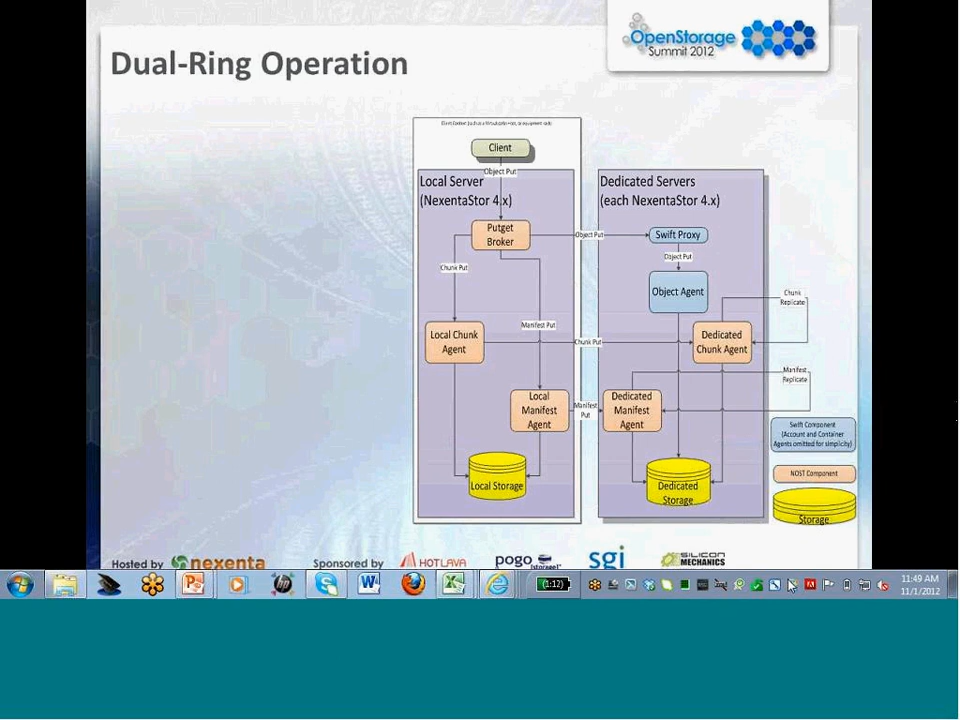 Dual-Ring Operation
OpenStorage
Summit 2012
Client
Object Put
Local Server
(NexentaStor 4.x)
Dedicated Servers
(each NexentaStor 4.x)
Putget
Broker
Object Put
Swift Proxy
Object Put
Chunk Put
Object Agent
Chunk
Replicate
Manifest Put
Local Chunk
Agent
Chunk Put
Dedicated
Chunk Agent
Manifest
Replicate
Local
Manifest
Agent
Manifest
Put
Dedicated
Manifest
Agent
Swift Component
(Account and Container
Agents omitted for simplicity)
NOST Component
Local Storage
Dedicated
Storage
Storage
Hosted by nexenta
Sponsored by
HOTLAVA
pogo
[storage]
sgi
SILICON
MECHANICS
(1:12)
11:49 AM
11/1/2012